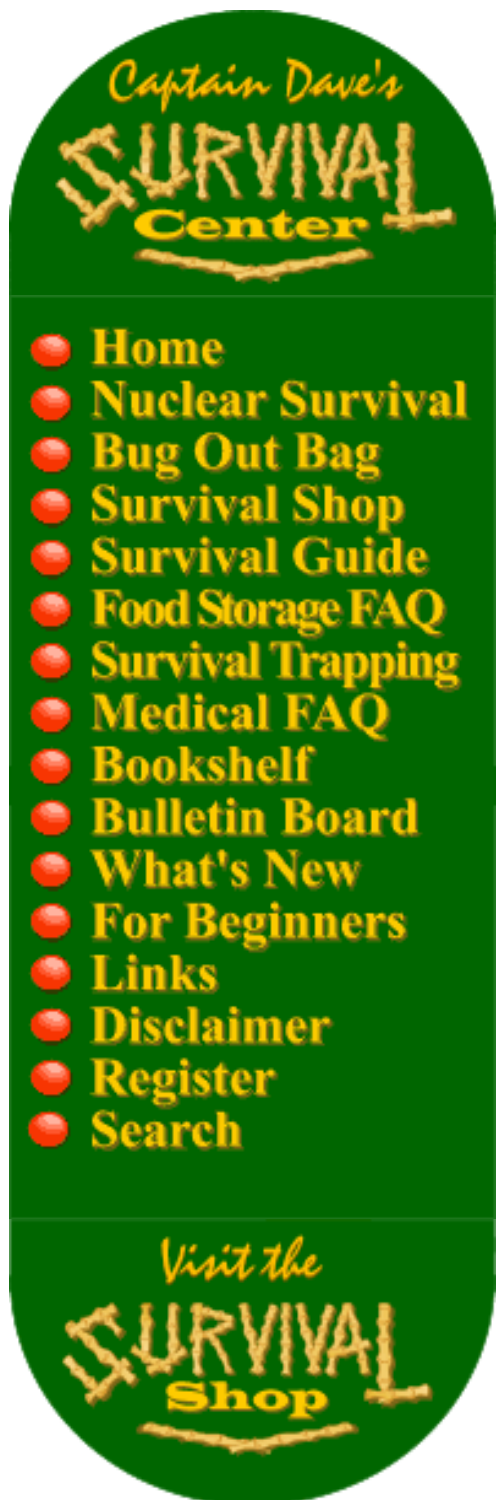 Captain Dave's
SURVIVAL
Center
Home
Nuclear Survival
Bug Out Bag
Survival Shop
Survival Guide
Food Storage FAQ
Survival Trapping
Medical FAQ
Bookshelf
Bulletin Board
What's New
For Beginners
Links
Disclaimer
Register
Search
Visit the
SURVIVAL
Shop